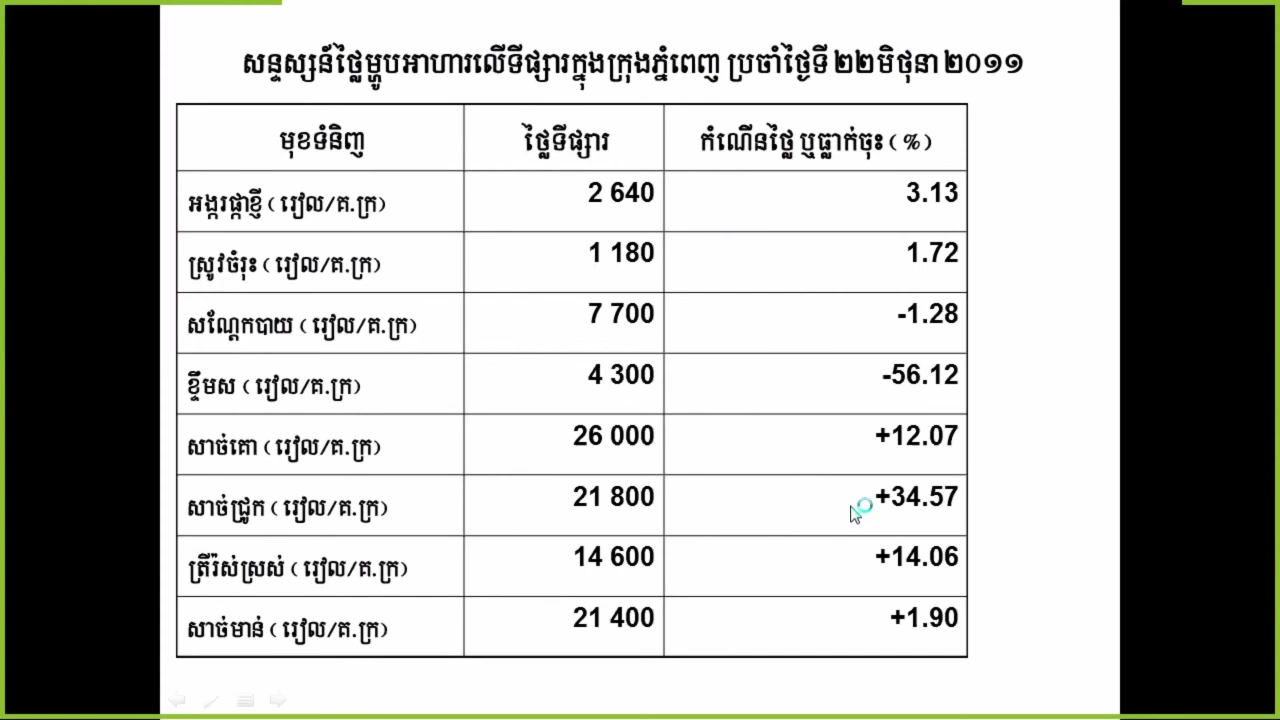 សន្ទស្សន៍ថ្លៃម្ហូបអាហារលើទីផ្សារក្នុងក្រុងភ្នំពេញ ប្រចាំថ្ងៃទី ២២មិថុនា ២០១១
មុខទំនិញ ថ្លៃទីផ្សារ កំណើនថ្លៃ ឬធ្លាក់ចុះ (%)
អង្ករផ្កាខ្ញី (រៀល/គ.ក្រ) 2 640 3.13
ស្រូវចំរុះ (រៀល/គ.ក្រ) 1 180 1.72
សណ្តែកបាយ (រៀល/គ.ក្រ) 7 700 -1.28
ខ្ទឹមស (រៀល/គ.ក្រ) 4 300 -56.12
សាច់គោ (រៀល/គ.ក្រ) 26 000 +12.07
សាច់ជ្រូក (រៀល/គ.ក្រ) 21 800 +34.57
ត្រីរ៉ស់ស្រស់ (រៀល/គ.ក្រ) 14 600 +14.06
សាច់មាន់ (រៀល/គ.ក្រ) 21 400 +1.90